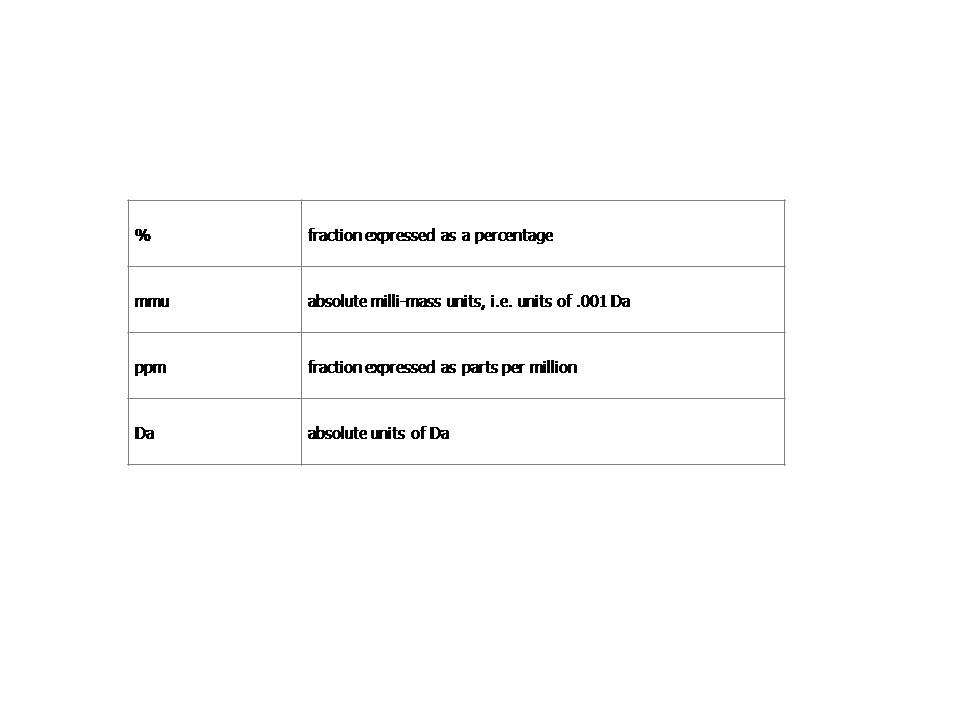 % fraction expressed as a percentage
mmu absolute milli-mass units, i.e. units of .001 Da
ppm fraction expressed as parts per million
Da absolute units of Da